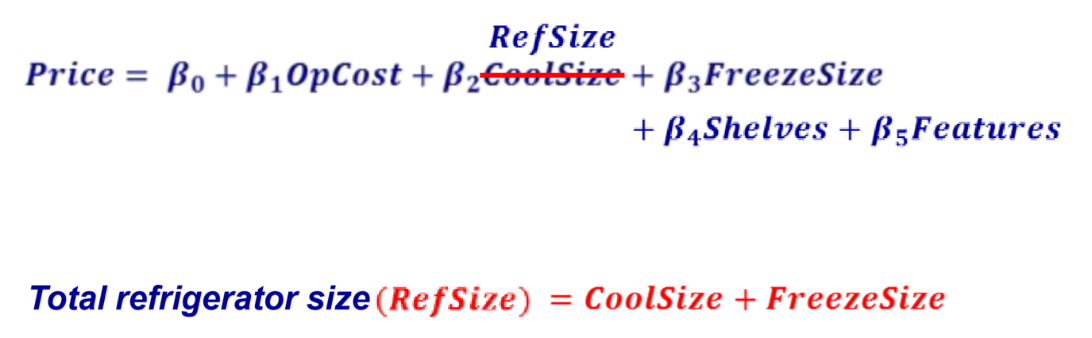 RefSize
Price = β₀ + β₁OpCost + β₂CoolSize + β₃FreezeSize
+ β₄Shelves + β₅Features
Total refrigerator size (RefSize) = CoolSize + FreezeSize